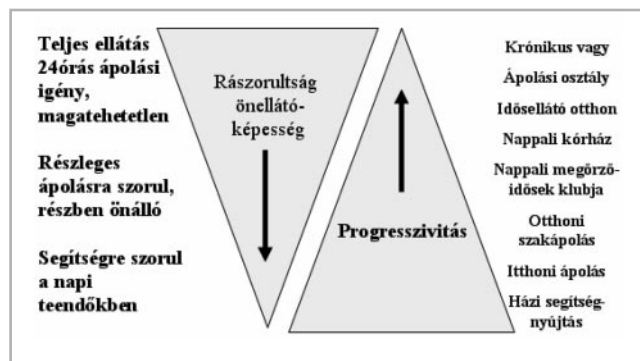 Teljes ellátás
24órás ápolási
igény,
magatehetetlen
Részleges
ápolásra szorul,
részben önálló
Segítségre szorul
a napi
teendőkben
Rászorultság
önellátó-
képesség
Progresszivitás
Krónikus vagy
Ápolási osztály
Idősellátó otthon
Nappali kórház
Nappali megőrző-
idősek klubja
Otthoni
szakápolás
Itthoni ápolás
Házi segítség-
nyújtás